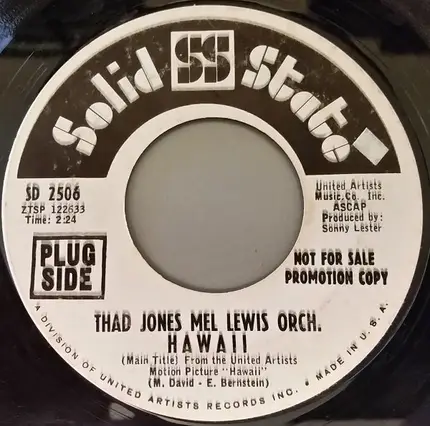 Solid SS State
SD 2506
ZTSP 122633
Time: 2:24
United Artists
Music Co. Inc.
ASCAP
Produced by:
Sonny Lester
PLUG
SIDE
NOT FOR SALE
PROMOTION COPY
THAD JONES MEL LEWIS ORCH.
HAWAII
(Main Title) From the United Artists
Motion Picture "Hawaii"
(M. David - E. Bernstein)
A DIVISION OF UNITED ARTISTS RECORDS INC. • MADE IN U.S.A.